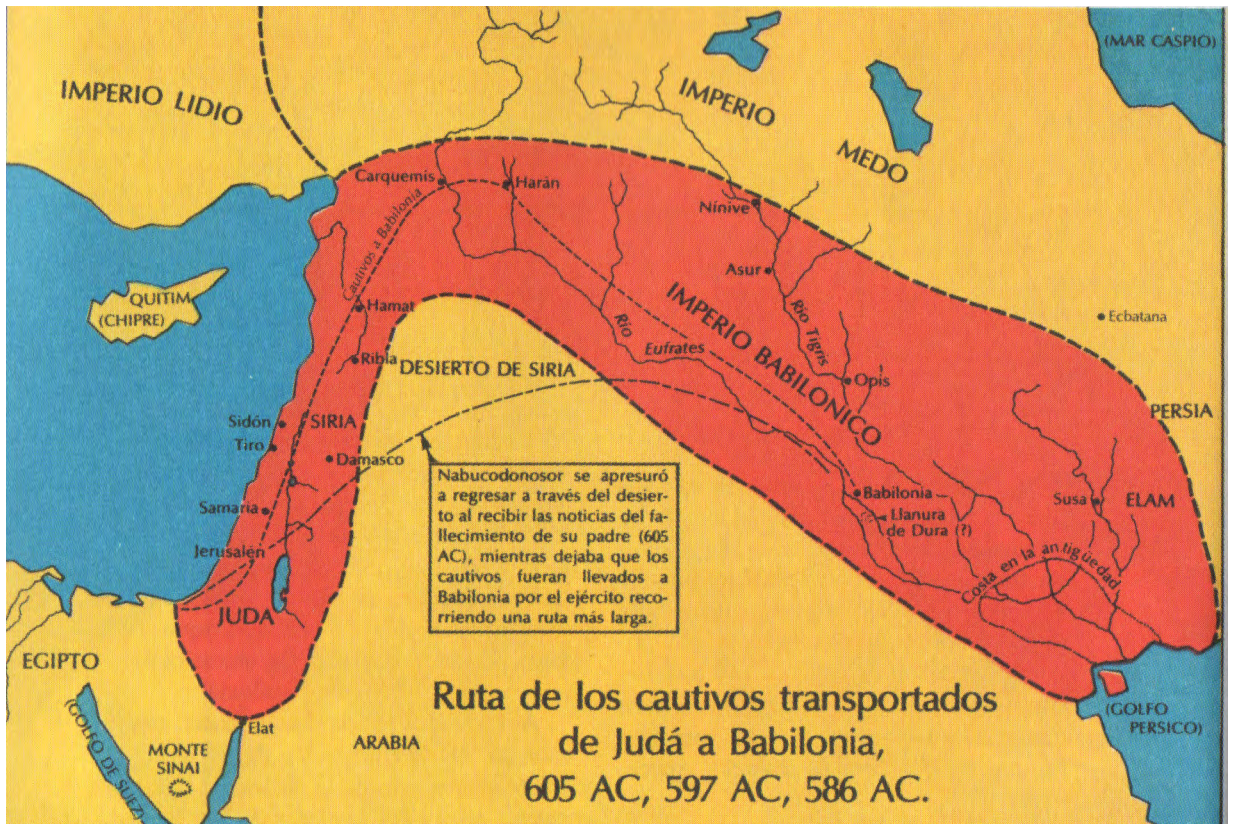 (MAR CASPIO)
IMPERIO LIDIO
IMPERIO
MEDO
Carquemís
Harán
Nínive
Cautivos a Babilonia
Asur
QUITIM
(CHIPRE)
Hamat
IMPERIO BABILONICO
Río Tigris
Ecbatana
Río
Eufrates
Ribla
DESIERTO DE SIRIA
Opis
PERSIA
Sidón
SIRIA
Tiro
Damasco
Nabucodonosor se apresuró
a regresar a través del desier-
to al recibir las noticias del fa-
llecimiento de su padre (605
AC), mientras dejaba que los
cautivos fueran llevados a
Babilonia por el ejército reco-
rriendo una ruta más larga.
Babilonia
Susa
ELAM
Samaria
Llanura
de Dura (?)
Jerusalén
Costa en la antigüedad
JUDA
EGIPTO
Ruta de los cautivos transportados
de Judá a Babilonia,
605 AC, 597 AC, 586 AC.
(GOLFO
PERSICO)
(GOLFO DE SUEZ)
Elat
MONTE
SINAI
ARABIA